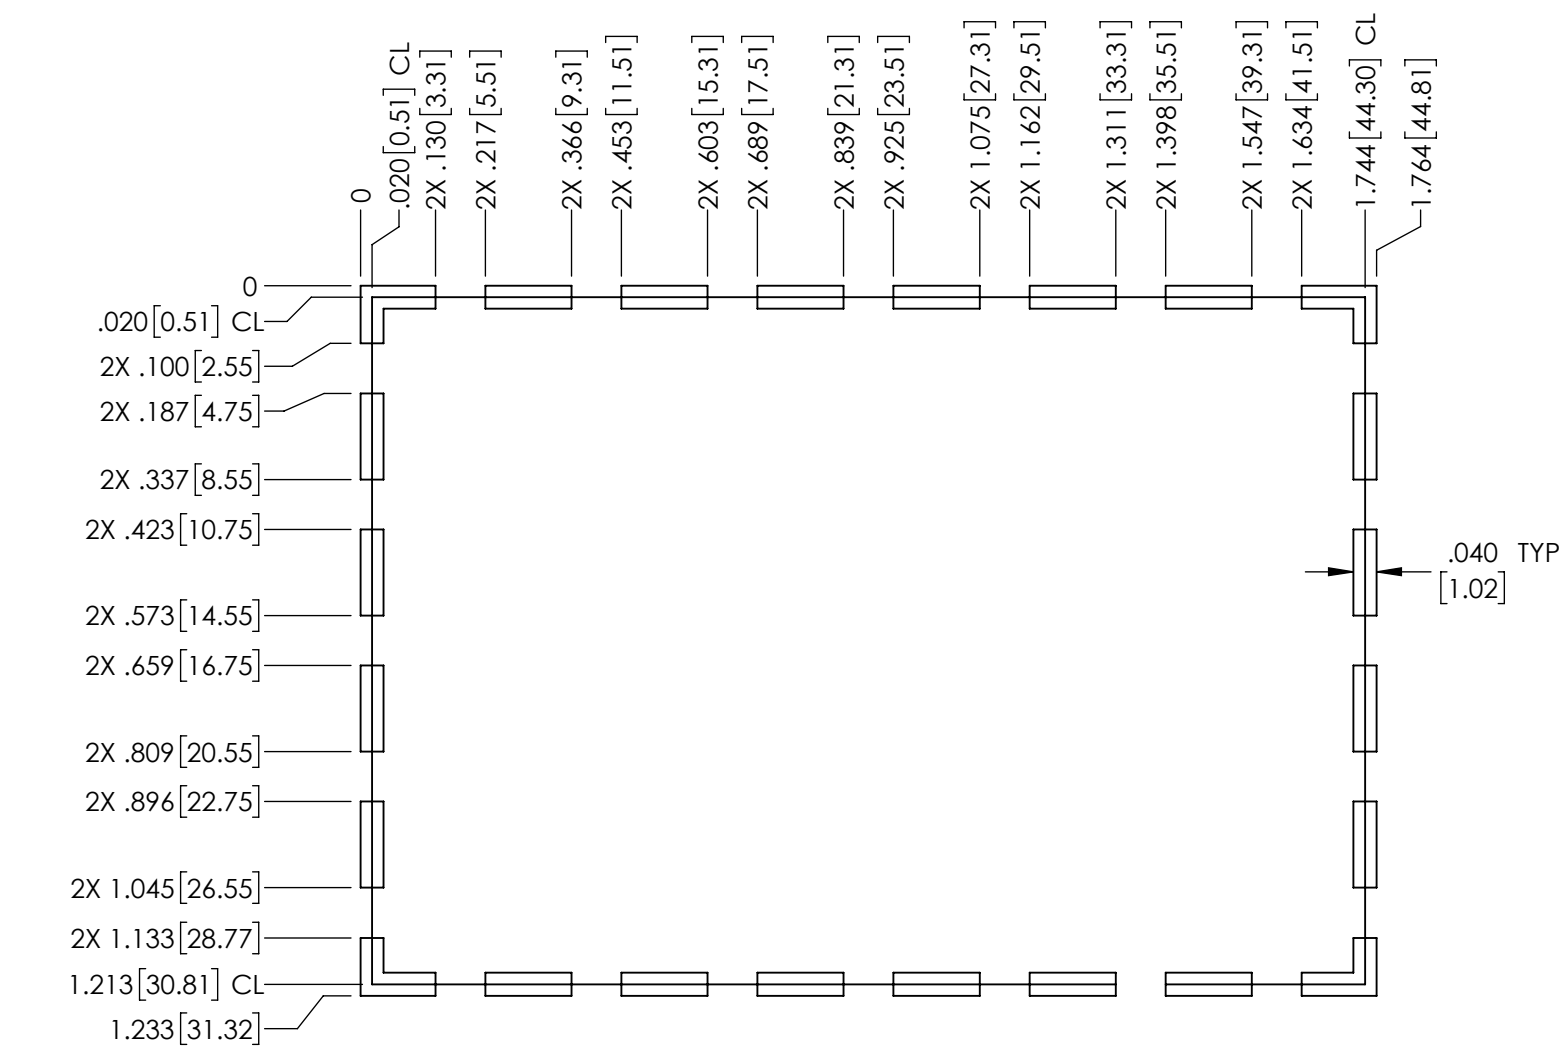 0
.020[0.51] CL
2X .130[3.31]
2X .217[5.51]
2X .366[9.31]
2X .453[11.51]
2X .603[15.31]
2X .689[17.51]
2X .839[21.31]
2X .925[23.51]
2X 1.075[27.31]
2X 1.162[29.51]
2X 1.311[33.31]
2X 1.398[35.51]
2X 1.547[39.31]
2X 1.634[41.51]
1.744[44.30] CL
1.764[44.81]
0
.020[0.51] CL
2X .100[2.55]
2X .187[4.75]
2X .337[8.55]
2X .423[10.75]
2X .573[14.55]
2X .659[16.75]
2X .809[20.55]
2X .896[22.75]
2X 1.045[26.55]
2X 1.133[28.77]
1.213[30.81] CL
1.233[31.32]
.040 TYP
[1.02]